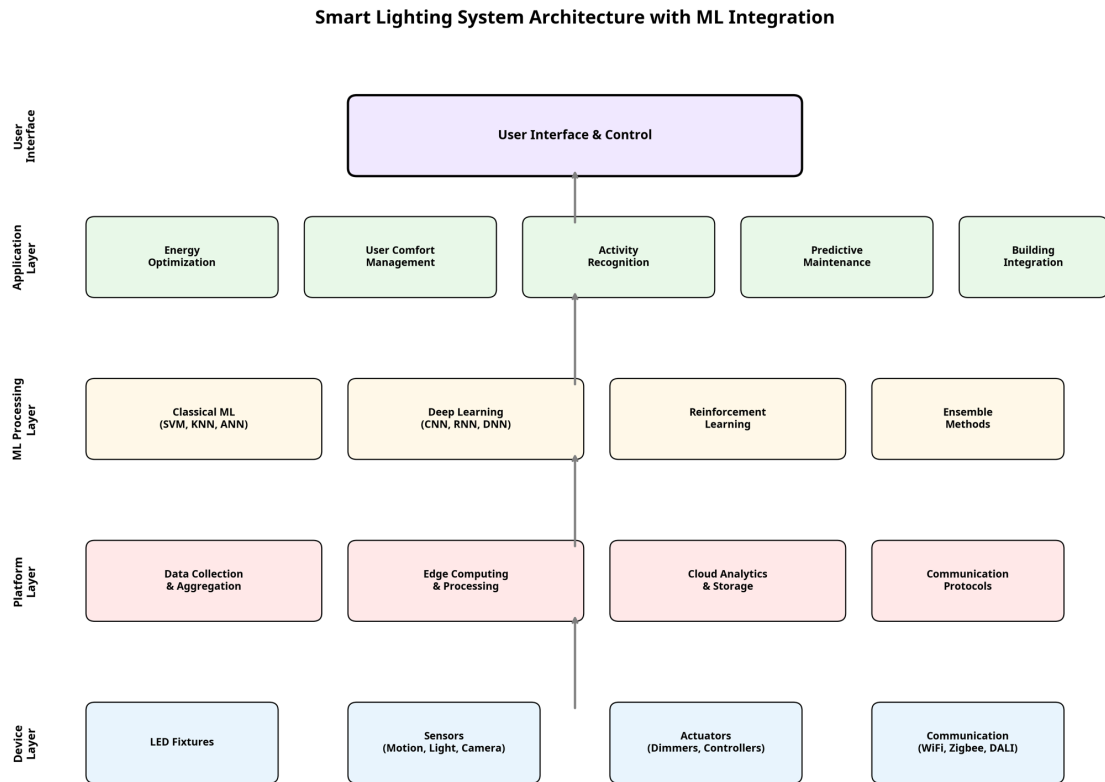 Smart Lighting System Architecture with ML Integration
User
Interface
User Interface & Control
Application
Layer
Energy
Optimization
User Comfort
Management
Activity
Recognition
Predictive
Maintenance
Building
Integration
ML Processing
Layer
Classical ML
(SVM, KNN, ANN)
Deep Learning
(CNN, RNN, DNN)
Reinforcement
Learning
Ensemble
Methods
Platform
Layer
Data Collection
& Aggregation
Edge Computing
& Processing
Cloud Analytics
& Storage
Communication
Protocols
Device
Layer
LED Fixtures
Sensors
(Motion, Light, Camera)
Actuators
(Dimmers, Controllers)
Communication
(WiFi, Zigbee, DALI)